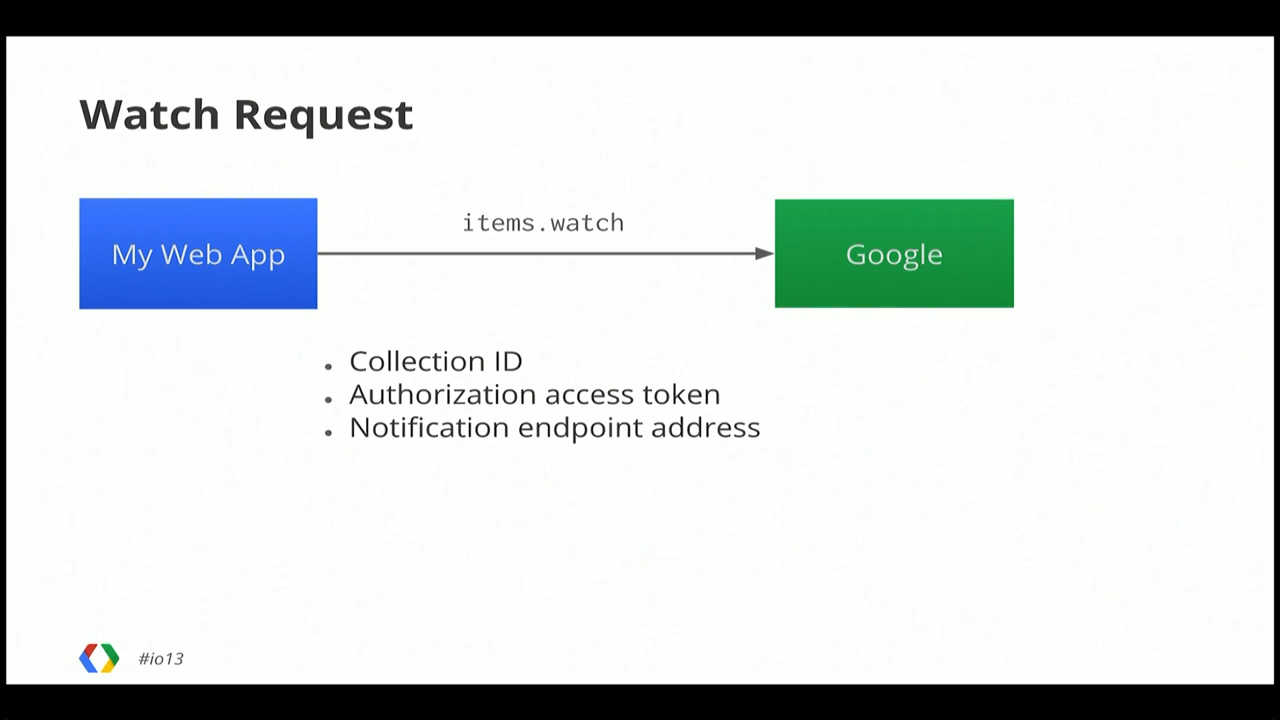 Watch Request
items.watch
My Web App
Google
Collection ID
Authorization access token
Notification endpoint address
#io13